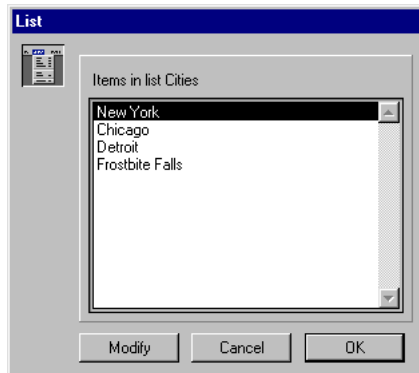 List
Items in list Cities
New York
Chicago
Detroit
Frostbite Falls
Modify
Cancel
OK